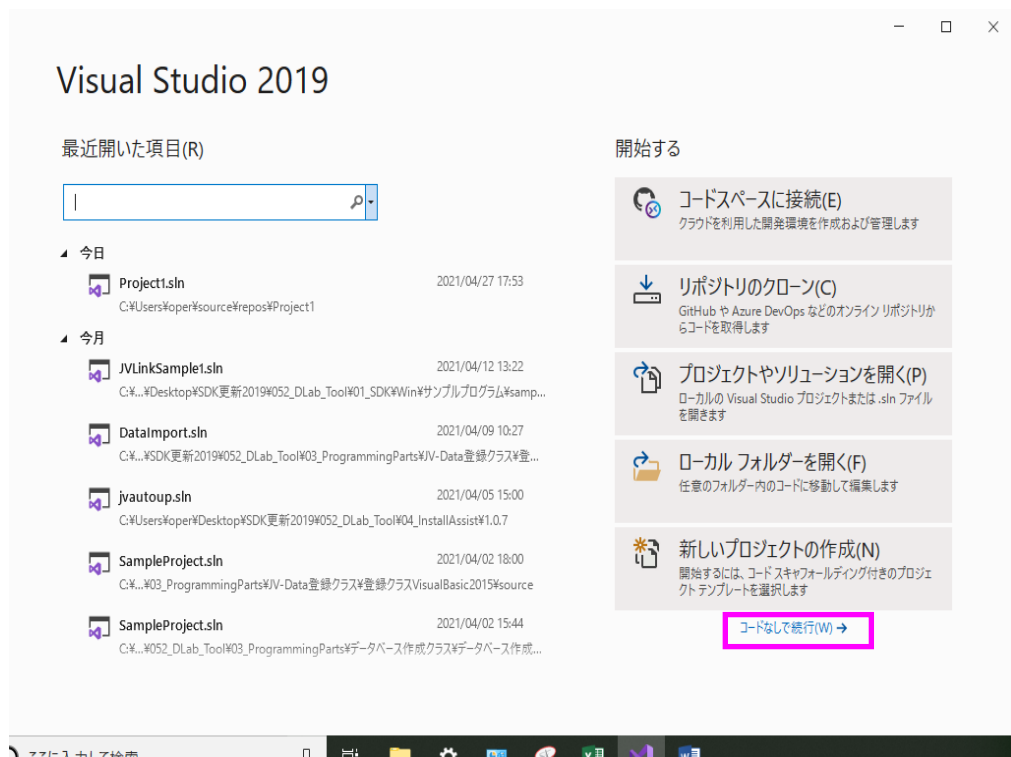 Visual Studio 2019
最近開いた項目(R)
今日
Project1.sln 2021/04/27 17:53
C:¥Users¥oper¥source¥repos¥Project1
今月
JVLinkSample1.sln 2021/04/12 13:22
C:¥...¥Desktop¥SDK更新2019¥052_DLab_Tool¥01_SDK¥Win¥サンプルプログラム¥samp...
DataImport.sln 2021/04/09 10:27
C:¥...¥SDK更新2019¥052_DLab_Tool¥03_ProgrammingParts¥JV-Data登録クラス¥登...
jvautoup.sln 2021/04/05 15:00
C:¥Users¥oper¥Desktop¥SDK更新2019¥052_DLab_Tool¥04_InstallAssist¥1.0.7
SampleProject.sln 2021/04/02 18:00
C:¥...¥03_ProgrammingParts¥JV-Data登録クラス¥登録クラスVisualBasic2015¥source
SampleProject.sln 2021/04/02 15:44
C:¥...¥052_DLab_Tool¥03_ProgrammingParts¥データベース作成クラス¥データベース作成...
開始する
コードスペースに接続(E)
クラウドを利用した開発環境を作成および管理します
リポジトリのクローン(C)
GitHub や Azure DevOps などのオンライン リポジトリか
らコードを取得します
プロジェクトやソリューションを開く(P)
ローカルの Visual Studio プロジェクトまたは .sln ファイル
を開きます
ローカル フォルダーを開く(F)
任意のフォルダー内のコードに移動して編集します
新しいプロジェクトの作成(N)
開始するには、コード スキャフォールディング付きのプロジェ
クト テンプレートを選択します
コードなしで続行(W) →
ここに入力して検索